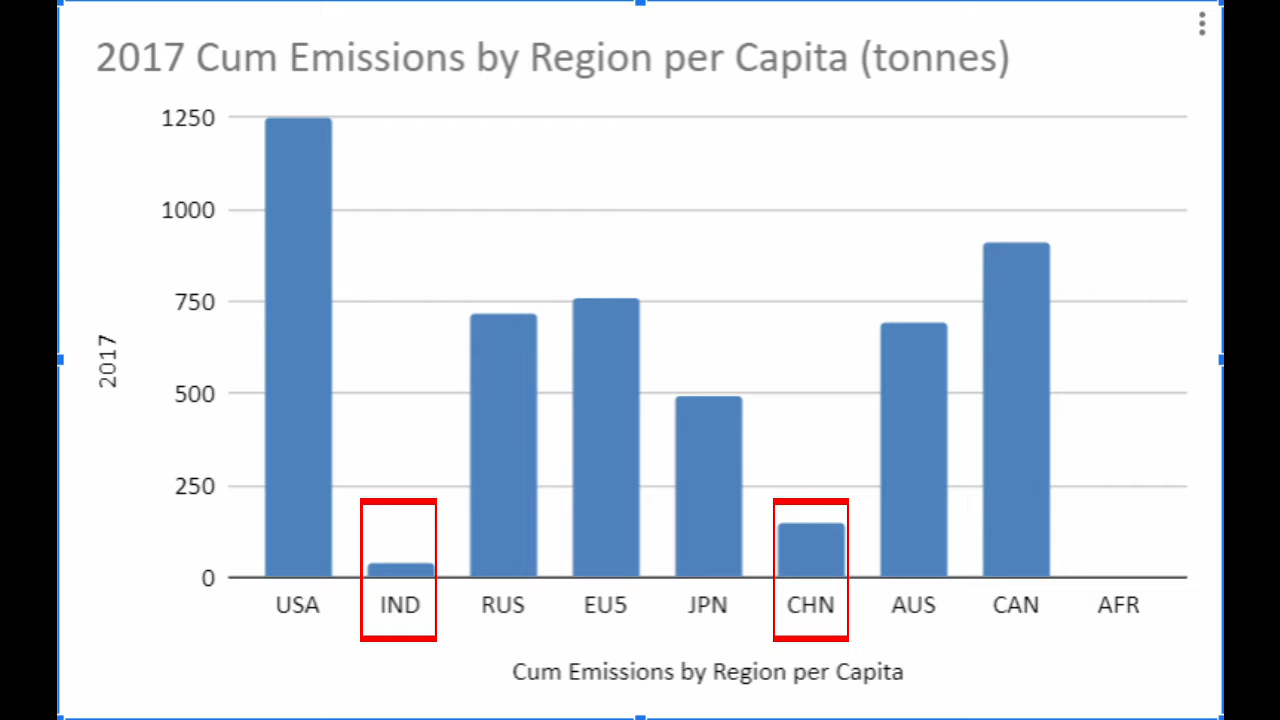 2017 Cum Emissions by Region per Capita (tonnes)
1250
1000
750
500
250
0
2017
USA IND RUS EU5 JPN CHN AUS CAN AFR
Cum Emissions by Region per Capita